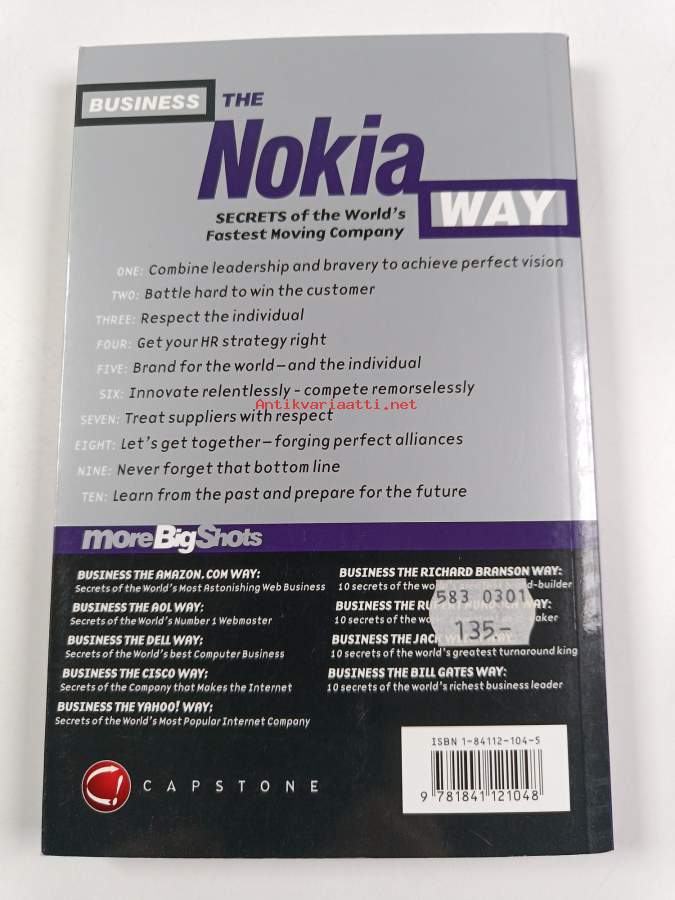 BUSINESS THE
Nokia
WAY
SECRETS of the World's
Fastest Moving Company
ONE: Combine leadership and bravery to achieve perfect vision
TWO: Battle hard to win the customer
THREE: Respect the individual
FOUR: Get your HR strategy right
FIVE: Brand for the world – and the individual
SIX: Innovate relentlessly - compete remorselessly
Antikvariaatti.net
SEVEN: Treat suppliers with respect
EIGHT: Let's get together – forging perfect alliances
NINE: Never forget that bottom line
TEN: Learn from the past and prepare for the future
moreBigShots
BUSINESS THE AMAZON.COM WAY:
Secrets of the World's Most Astonishing Web Business
BUSINESS THE AOL WAY:
Secrets of the World's Number 1 Webmaster
BUSINESS THE DELL WAY:
Secrets of the World's best Computer Business
BUSINESS THE CISCO WAY:
Secrets of the Company that Makes the Internet
BUSINESS THE YAHOO! WAY:
Secrets of the World's Most Popular Internet Company
BUSINESS THE RICHARD BRANSON WAY:
10 secrets of the world's brand-builder
BUSINESS THE WAY:
10 secrets of the
BUSINESS THE JACK
10 secrets of the world's greatest turnaround king
BUSINESS THE BILL GATES WAY:
10 secrets of the world's richest business leader
583 0301
135-
ISBN 1-84112-104-5
9 781841 121048
CAPSTONE